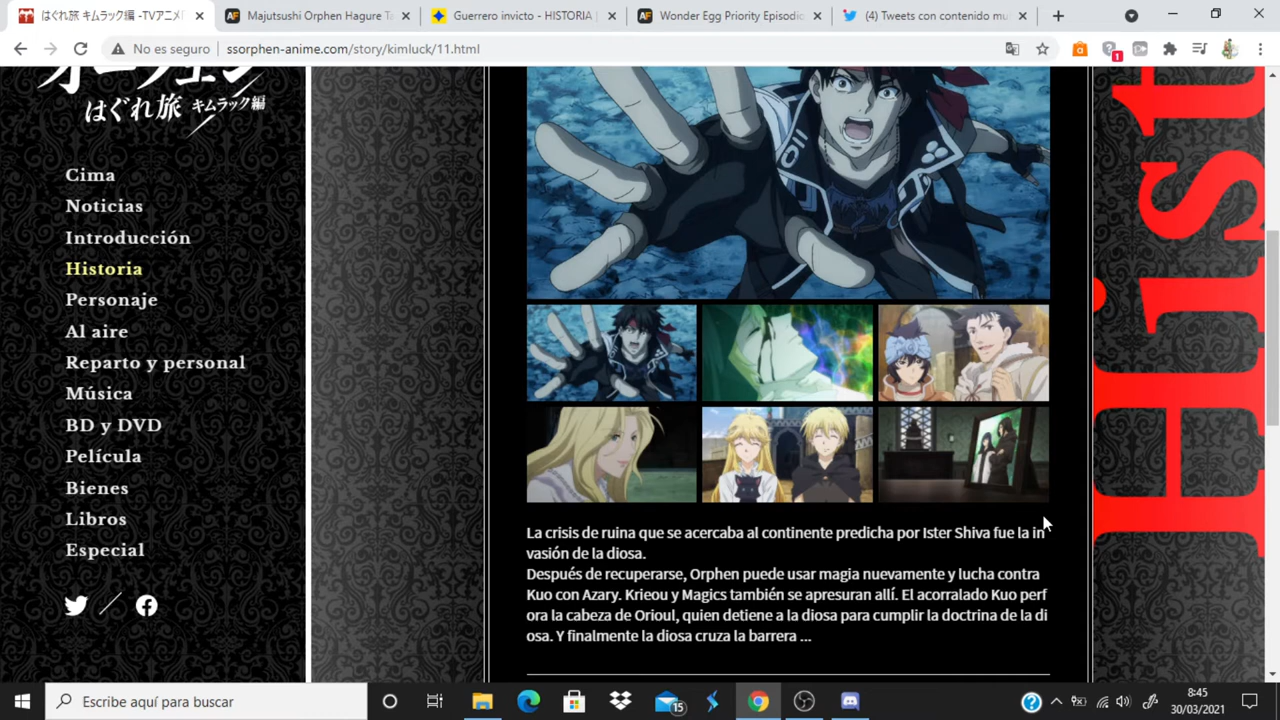 はぐれ旅 キムラック編 -TVアニメ
Majutsushi Orphen Hagure Ta
Guerrero invicto - HISTORIA |
Wonder Egg Priority Episodio
(4) Tweets con contenido mu
No es seguro
ssorphen-anime.com/story/kimluck/11.html
1
オーフェン
はぐれ旅 キムラック編
Cima
Noticias
Introducción
Historia
Personaje
Al aire
Reparto y personal
Música
BD y DVD
Película
Bienes
Libros
Especial
Hist
La crisis de ruina que se acercaba al continente predicha por Ister Shiva fue la in
vasión de la diosa.
Después de recuperarse, Orphen puede usar magia nuevamente y lucha contra
Kuo con Azary. Krieou y Magics también se apresuran allí. El acorralado Kuo perf
ora la cabeza de Orioul, quien detiene a la diosa para cumplir la doctrina de la di
osa. Y finalmente la diosa cruza la barrera ...
Escribe aquí para buscar
15
8:45
30/03/2021